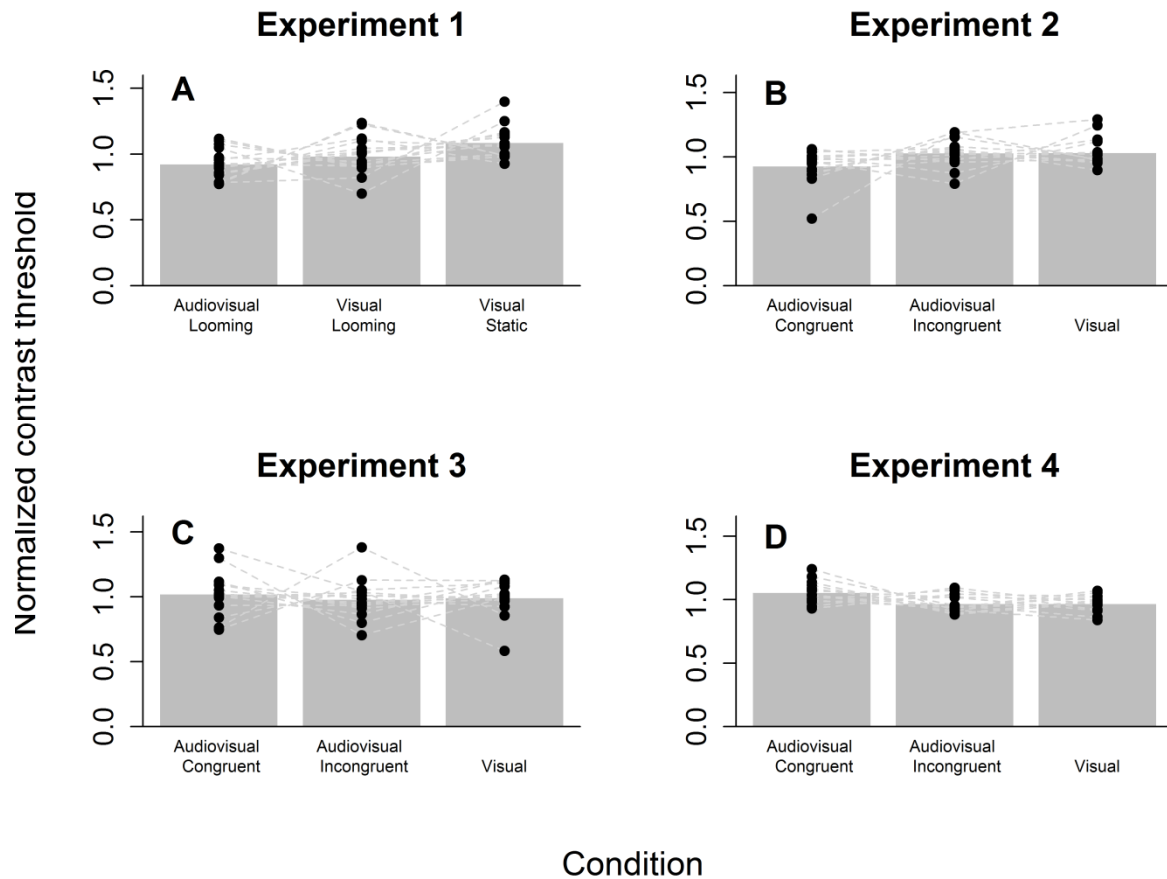 Experiment 1
A
1.5
1.0
0.5
0.0
Audiovisual Looming
Visual Looming
Visual Static
Experiment 2
B
1.5
1.0
0.5
0.0
Audiovisual Congruent
Audiovisual Incongruent
Visual
Normalized contrast threshold
Experiment 3
C
1.5
1.0
0.5
0.0
Audiovisual Congruent
Audiovisual Incongruent
Visual
Experiment 4
D
1.5
1.0
0.5
0.0
Audiovisual Congruent
Audiovisual Incongruent
Visual
Condition